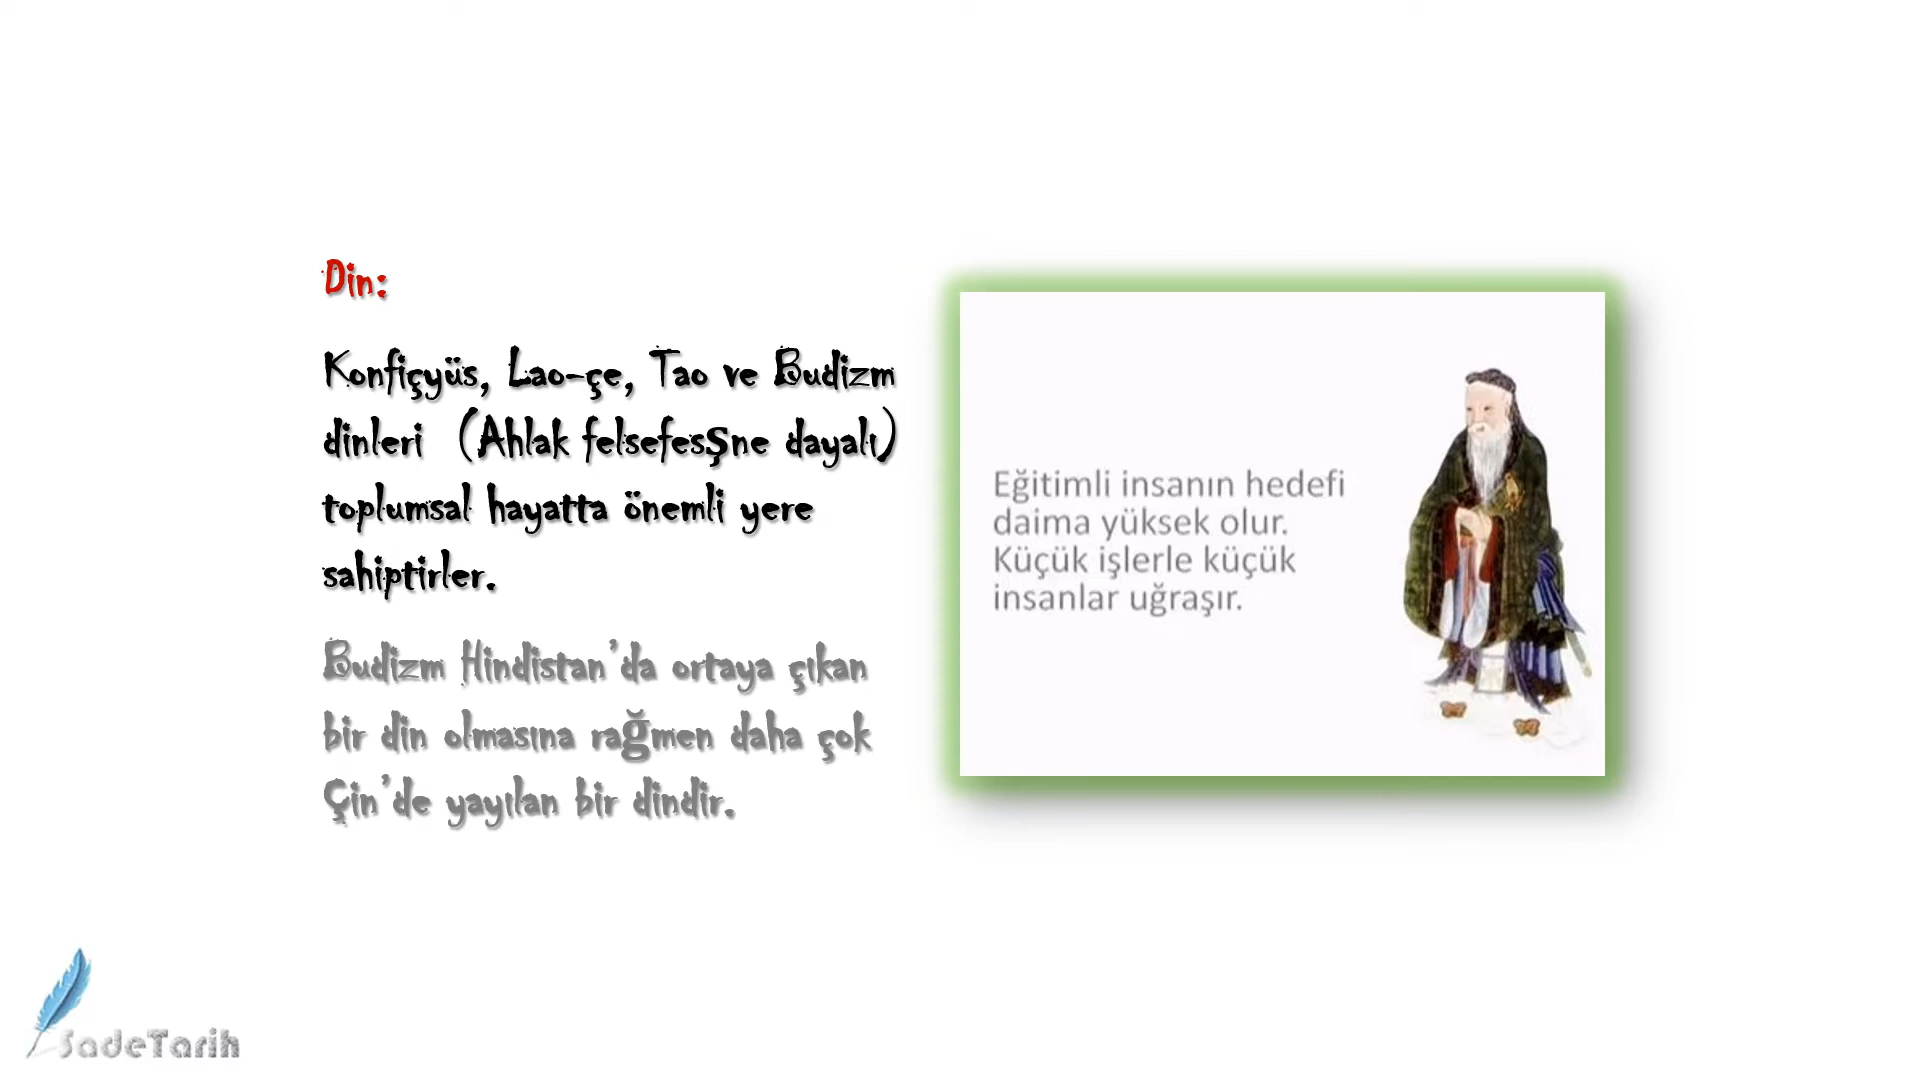 Din:
Konfiçyüs, Lao-çe, Tao ve Budizm
dinleri (Ahlak felsefesşne dayalı)
toplumsal hayatta önemli yere
sahiptirler.
Budizm Hindistan’da ortaya çıkan
bir din olmasına rağmen daha çok
Çin’de yayılan bir dindir.
Eğitimli insanın hedefi
daima yüksek olur.
Küçük işlerle küçük
insanlar uğraşır.
SadeTarih